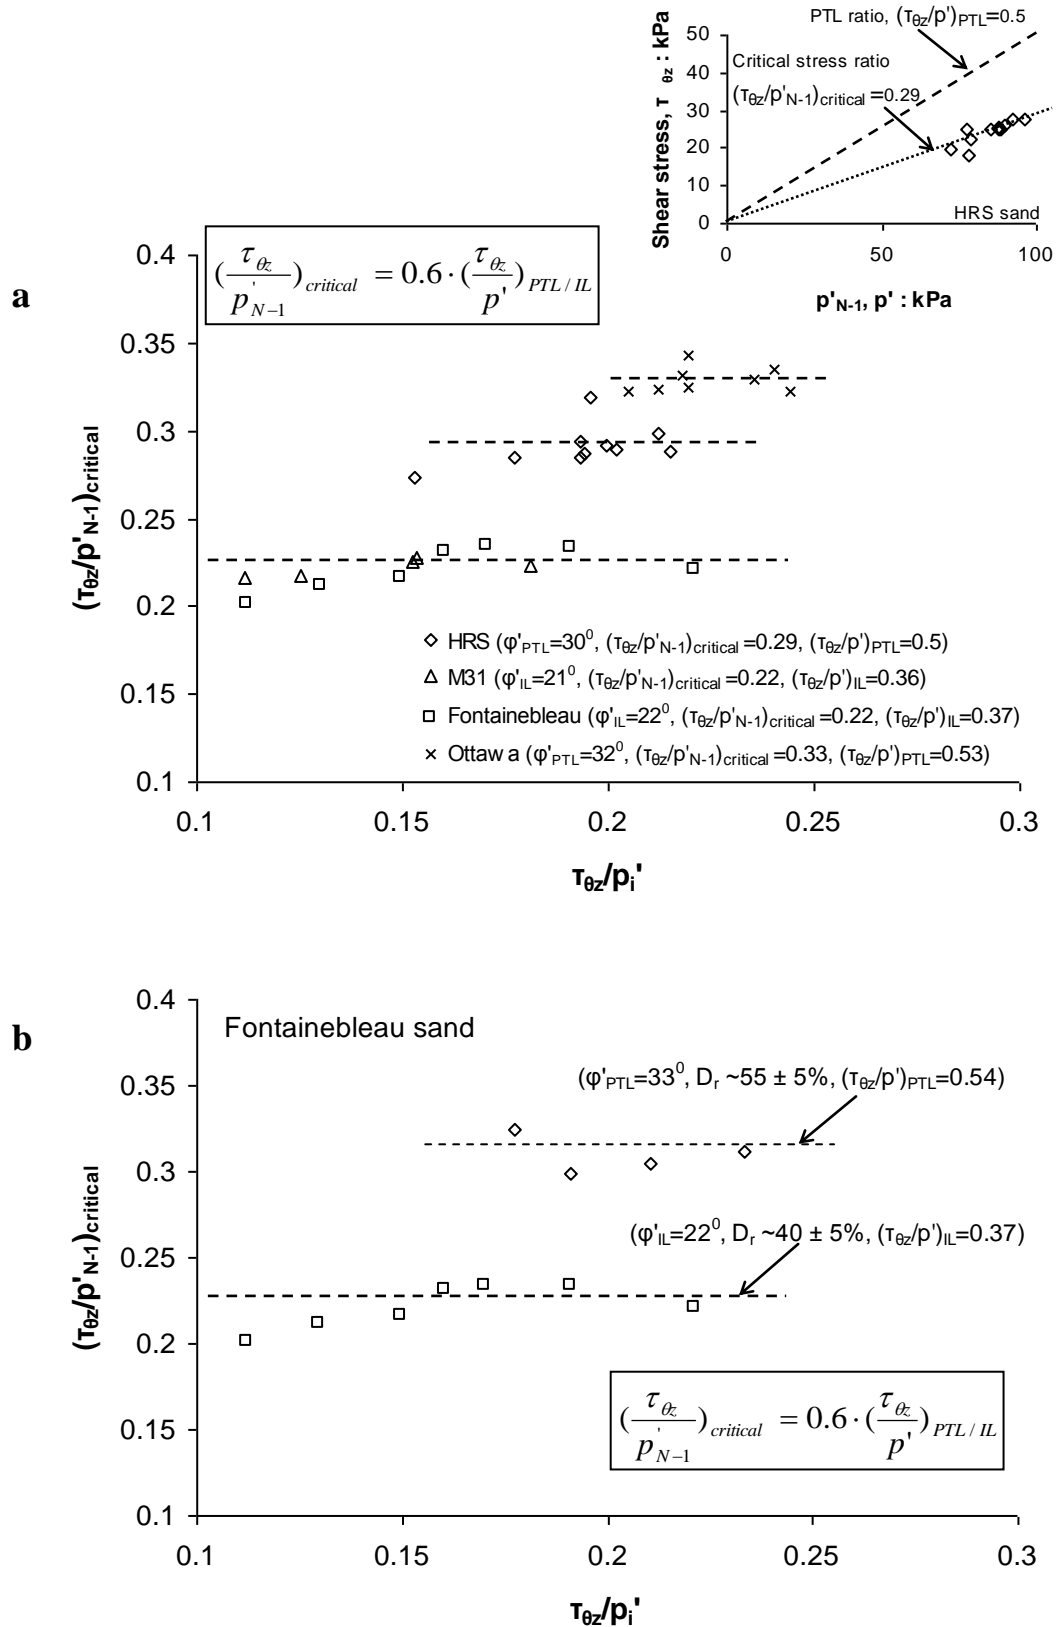 PTL ratio, (τθz/p')PTL=0.5
Shear stress, τ θz : kPa
50
40
30
20
10
0
Critical stress ratio
(τθz/p'N-1)critical =0.29
HRS sand
0
50
100
p'N-1, p' : kPa
a
(τθz/p'N−1)critical = 0.6·(τθz/p')PTL/IL
(τθz/p'N-1)critical
0.4
0.35
0.3
0.25
0.2
0.15
0.1
HRS (φ'PTL=30⁰, (τθz/p'N-1)critical =0.29, (τθz/p')PTL=0.5)
M31 (φ'IL=21⁰, (τθz/p'N-1)critical =0.22, (τθz/p')IL=0.36)
Fontainebleau (φ'IL=22⁰, (τθz/p'N-1)critical =0.22, (τθz/p')IL=0.37)
Ottawa (φ'PTL=32⁰, (τθz/p'N-1)critical =0.33, (τθz/p')PTL=0.53)
0.1
0.15
0.2
0.25
0.3
τθz/pi'
b
(τθz/p'N-1)critical
0.4
0.35
0.3
0.25
0.2
0.15
0.1
Fontainebleau sand
(φ'PTL=33⁰, Dr ~55 ± 5%, (τθz/p')PTL=0.54)
(φ'IL=22⁰, Dr ~40 ± 5%, (τθz/p')IL=0.37)
(τθz/p'N−1)critical = 0.6·(τθz/p')PTL/IL
0.1
0.15
0.2
0.25
0.3
τθz/pi'